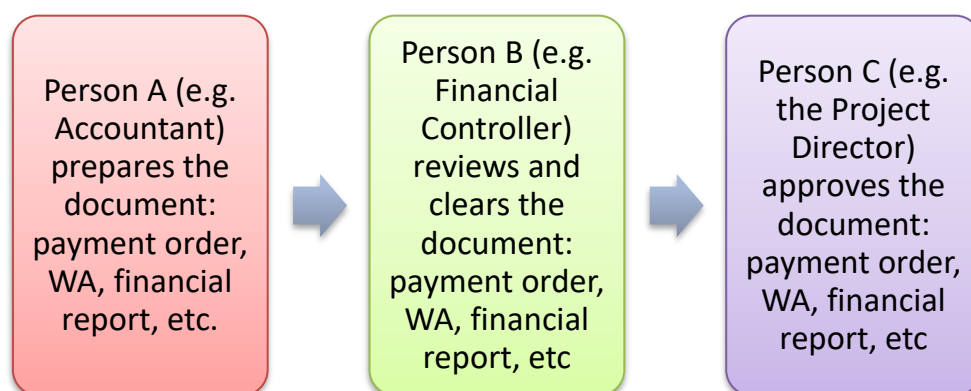 Person A (e.g.
Accountant)
prepares the
document:
payment order,
WA, financial
report, etc.
Person B (e.g.
Financial
Controller)
reviews and
clears the
document:
payment order,
WA, financial
report, etc
Person C (e.g.
the Project
Director)
approves the
document:
payment order,
WA, financial
report, etc